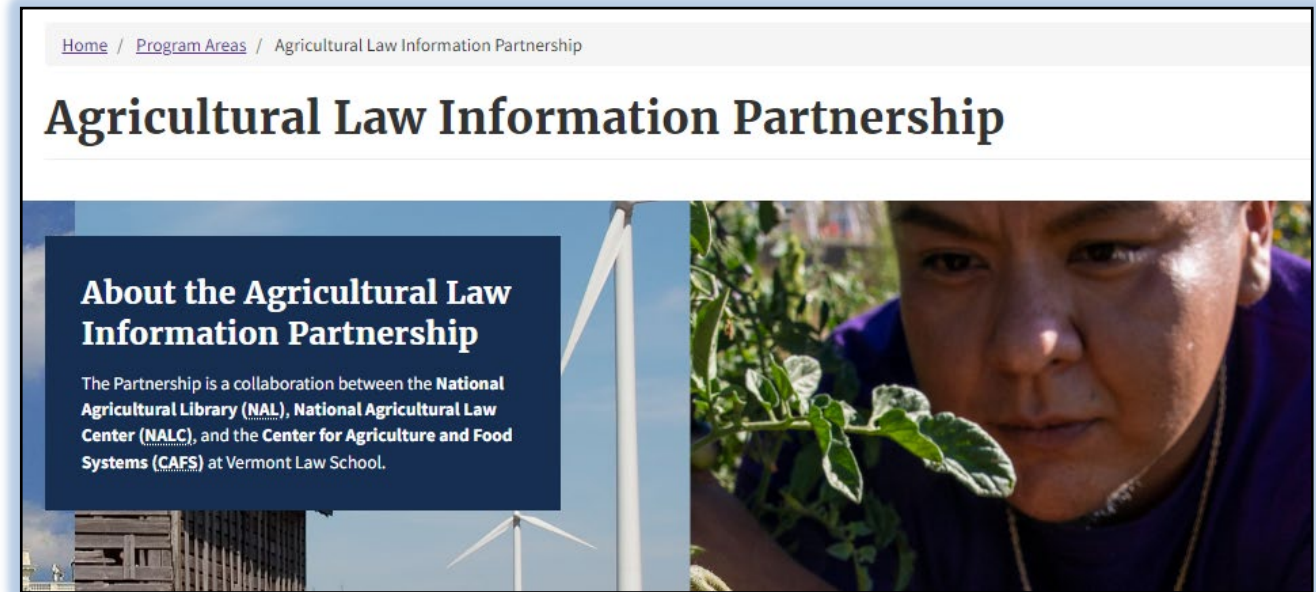 Home / Program Areas / Agricultural Law Information Partnership
Agricultural Law Information Partnership
About the Agricultural Law
Information Partnership
The Partnership is a collaboration between the National
Agricultural Library (NAL), National Agricultural Law
Center (NALC), and the Center for Agriculture and Food
Systems (CAFS) at Vermont Law School.